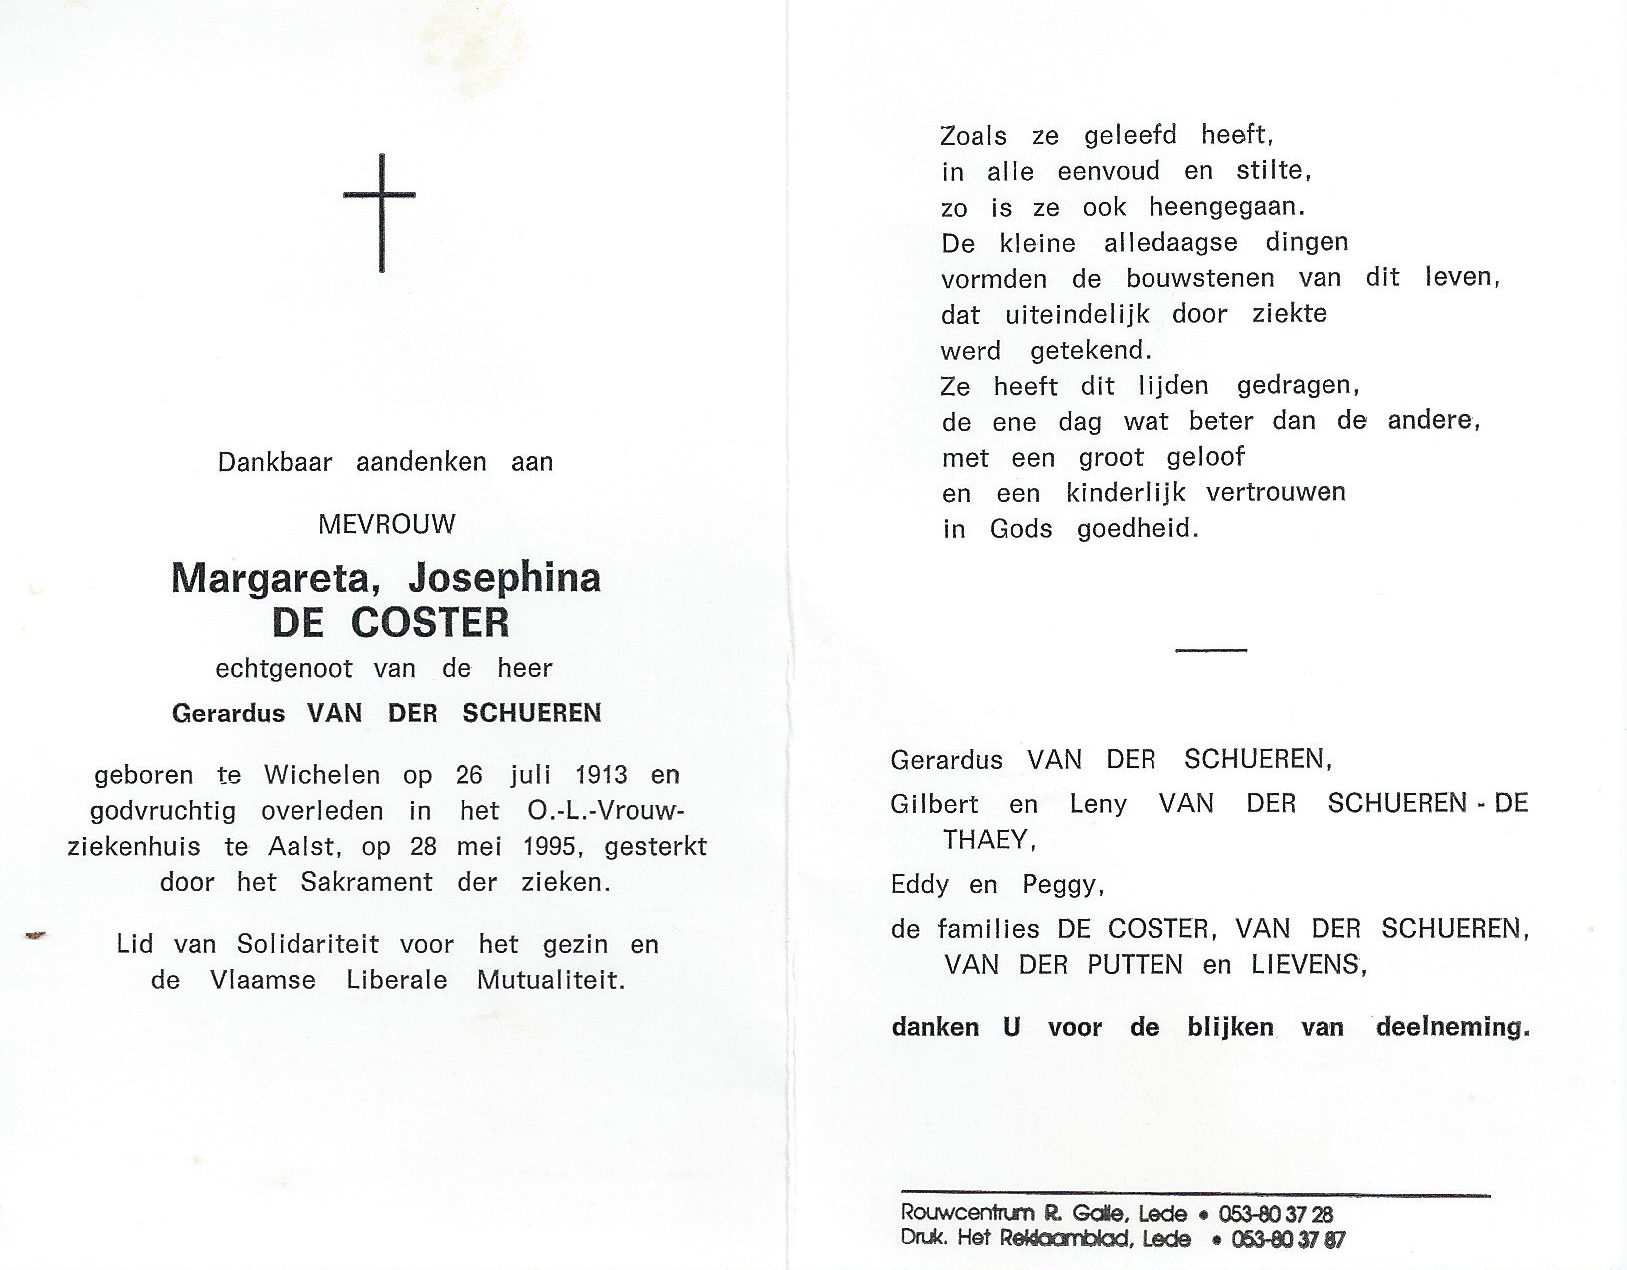 Dankbaar aandenken aan
MEVROUW
Margareta, Josephina
DE COSTER
echtgenoot van de heer
Gerardus VAN DER SCHUEREN
geboren te Wichelen op 26 juli 1913 en
godvruchtig overleden in het O.-L.-Vrouw-
ziekenhuis te Aalst, op 28 mei 1995, gesterkt
door het Sakrament der zieken.
Lid van Solidariteit voor het gezin en
de Vlaamse Liberale Mutualiteit.
Zoals ze geleefd heeft,
in alle eenvoud en stilte,
zo is ze ook heengegaan.
De kleine alledaagse dingen
vormden de bouwstenen van dit leven,
dat uiteindelijk door ziekte
werd getekend.
Ze heeft dit lijden gedragen,
de ene dag wat beter dan de andere,
met een groot geloof
en een kinderlijk vertrouwen
in Gods goedheid.
Gerardus VAN DER SCHUEREN,
Gilbert en Leny VAN DER SCHUEREN - DE
THAEY,
Eddy en Peggy,
de families DE COSTER, VAN DER SCHUEREN,
VAN DER PUTTEN en LIEVENS,
danken U voor de blijken van deelneming.
Rouwcentrum R. Galle, Lede • 053-80 37 28
Druk. Het Reklaamblad, Lede • 053-80 37 87